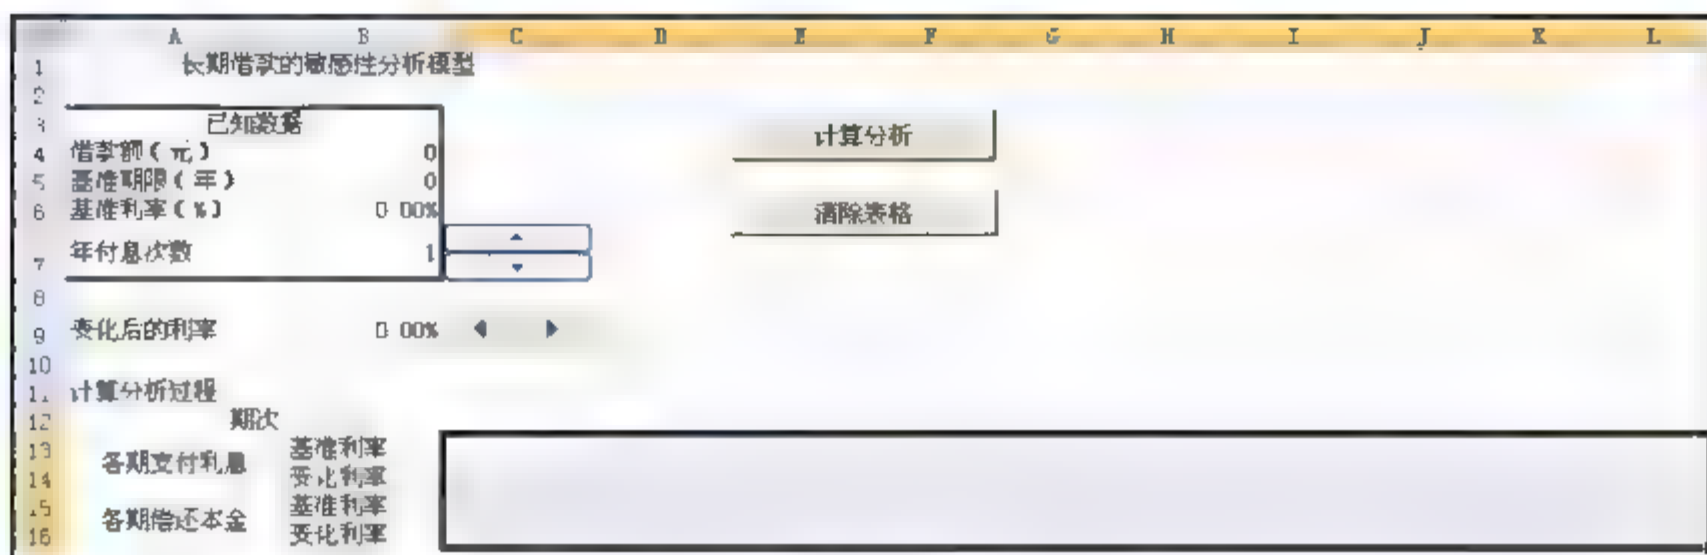 A B C D E F G H I J K L
1 长期借款的敏感性分析模型
2
3 已知数据 计算分析
4 借款额(元) 0
5 基准期限(年) 0
6 基准利率(%) 0.00% 清除表格
7 年付息次数 1
8
9 变化后的利率 0.00%
10
11 计算分析过程
12 期次
13 各期支付利息 基准利率
14 变化利率
15 各期偿还本金 基准利率
16 变化利率